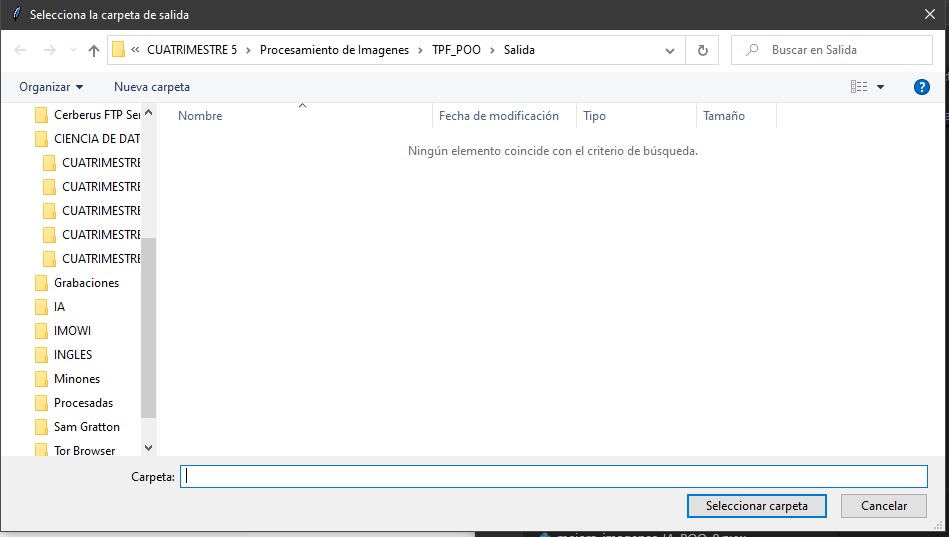 Selecciona la carpeta de salida
« CUATRIMESTRE 5 > Procesamiento de Imagenes > TPF_POO > Salida
Buscar en Salida
Organizar
Nueva carpeta
?
Nombre
Fecha de modificación
Tipo
Tamaño
Ningún elemento coincide con el criterio de búsqueda.
Cerberus FTP Ser
CIENCIA DE DAT
CUATRIMESTRE
CUATRIMESTRE
CUATRIMESTRE
CUATRIMESTRE
CUATRIMESTRE
Grabaciones
IA
IMOWI
INGLES
Minones
Procesadas
Sam Gratton
Tor Browser
Carpeta:
Seleccionar carpeta
Cancelar